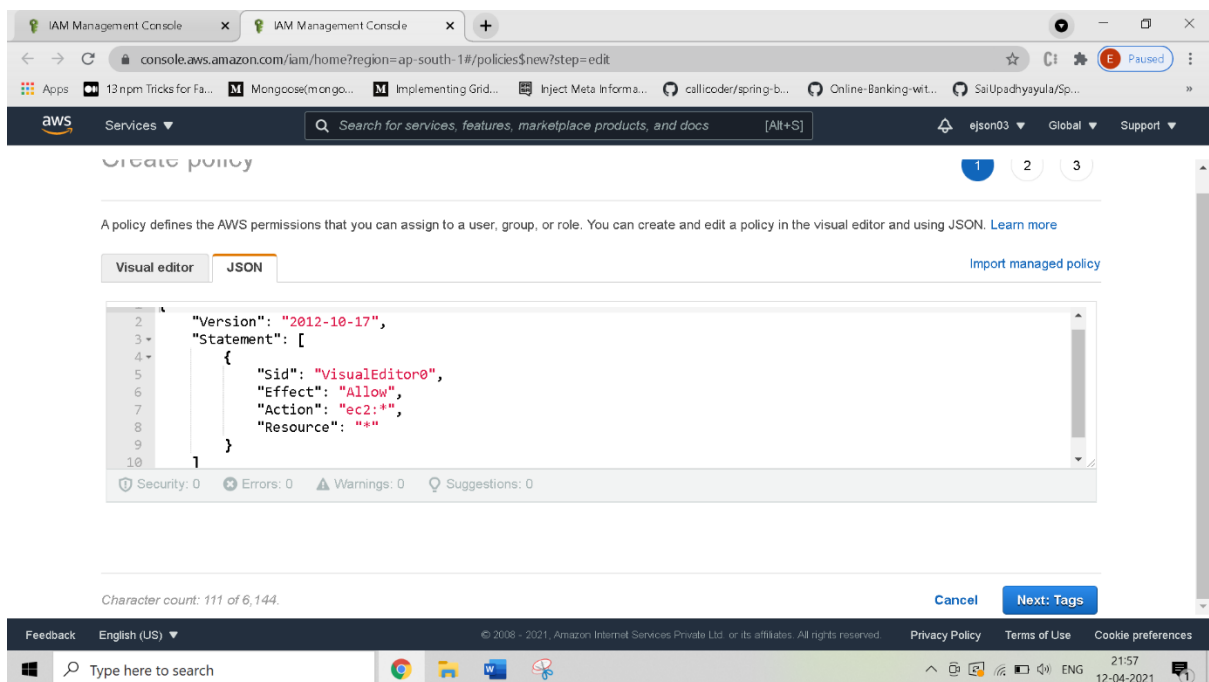 IAM Management Console
IAM Management Console
console.aws.amazon.com/iam/home?region=ap-south-1#/policies$new?step=edit
E Paused
Apps 13 npm Tricks for Fa... Mongoose(mongo... Implementing Grid... Inject Meta Informa... callicoder/spring-b... Online-Banking-wit... SaiUpadhyayula/Sp... »
aws Services ▼ Search for services, features, marketplace products, and docs [Alt+S] ejson03 ▼ Global ▼ Support ▼
Create policy 1 2 3
A policy defines the AWS permissions that you can assign to a user, group, or role. You can create and edit a policy in the visual editor and using JSON. Learn more
Visual editor JSON Import managed policy
1 {
2 "Version": "2012-10-17",
3 "Statement": [
4 {
5 "Sid": "VisualEditor0",
6 "Effect": "Allow",
7 "Action": "ec2:*",
8 "Resource": "*"
9 }
10 ]
Security: 0 Errors: 0 Warnings: 0 Suggestions: 0
Character count: 111 of 6,144. Cancel Next: Tags
Feedback English (US) ▼ © 2008 - 2021, Amazon Internet Services Private Ltd. or its affiliates. All rights reserved. Privacy Policy Terms of Use Cookie preferences
Type here to search ENG 21:57
12-04-2021 1